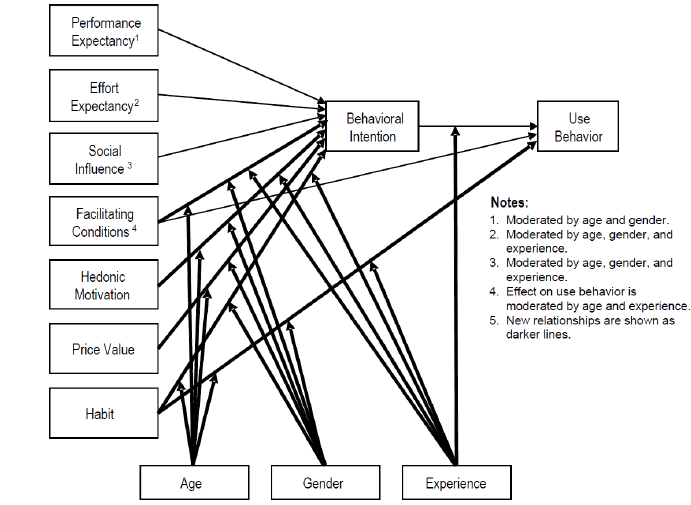 Performance
Expectancy1
Effort
Expectancy2
Social
Influence 3
Facilitating
Conditions 4
Hedonic
Motivation
Price Value
Habit
Behavioral
Intention
Use
Behavior
Notes:
1. Moderated by age and gender.
2. Moderated by age, gender, and
experience.
3. Moderated by age, gender, and
experience.
4. Effect on use behavior is
moderated by age and experience.
5. New relationships are shown as
darker lines.
Age
Gender
Experience